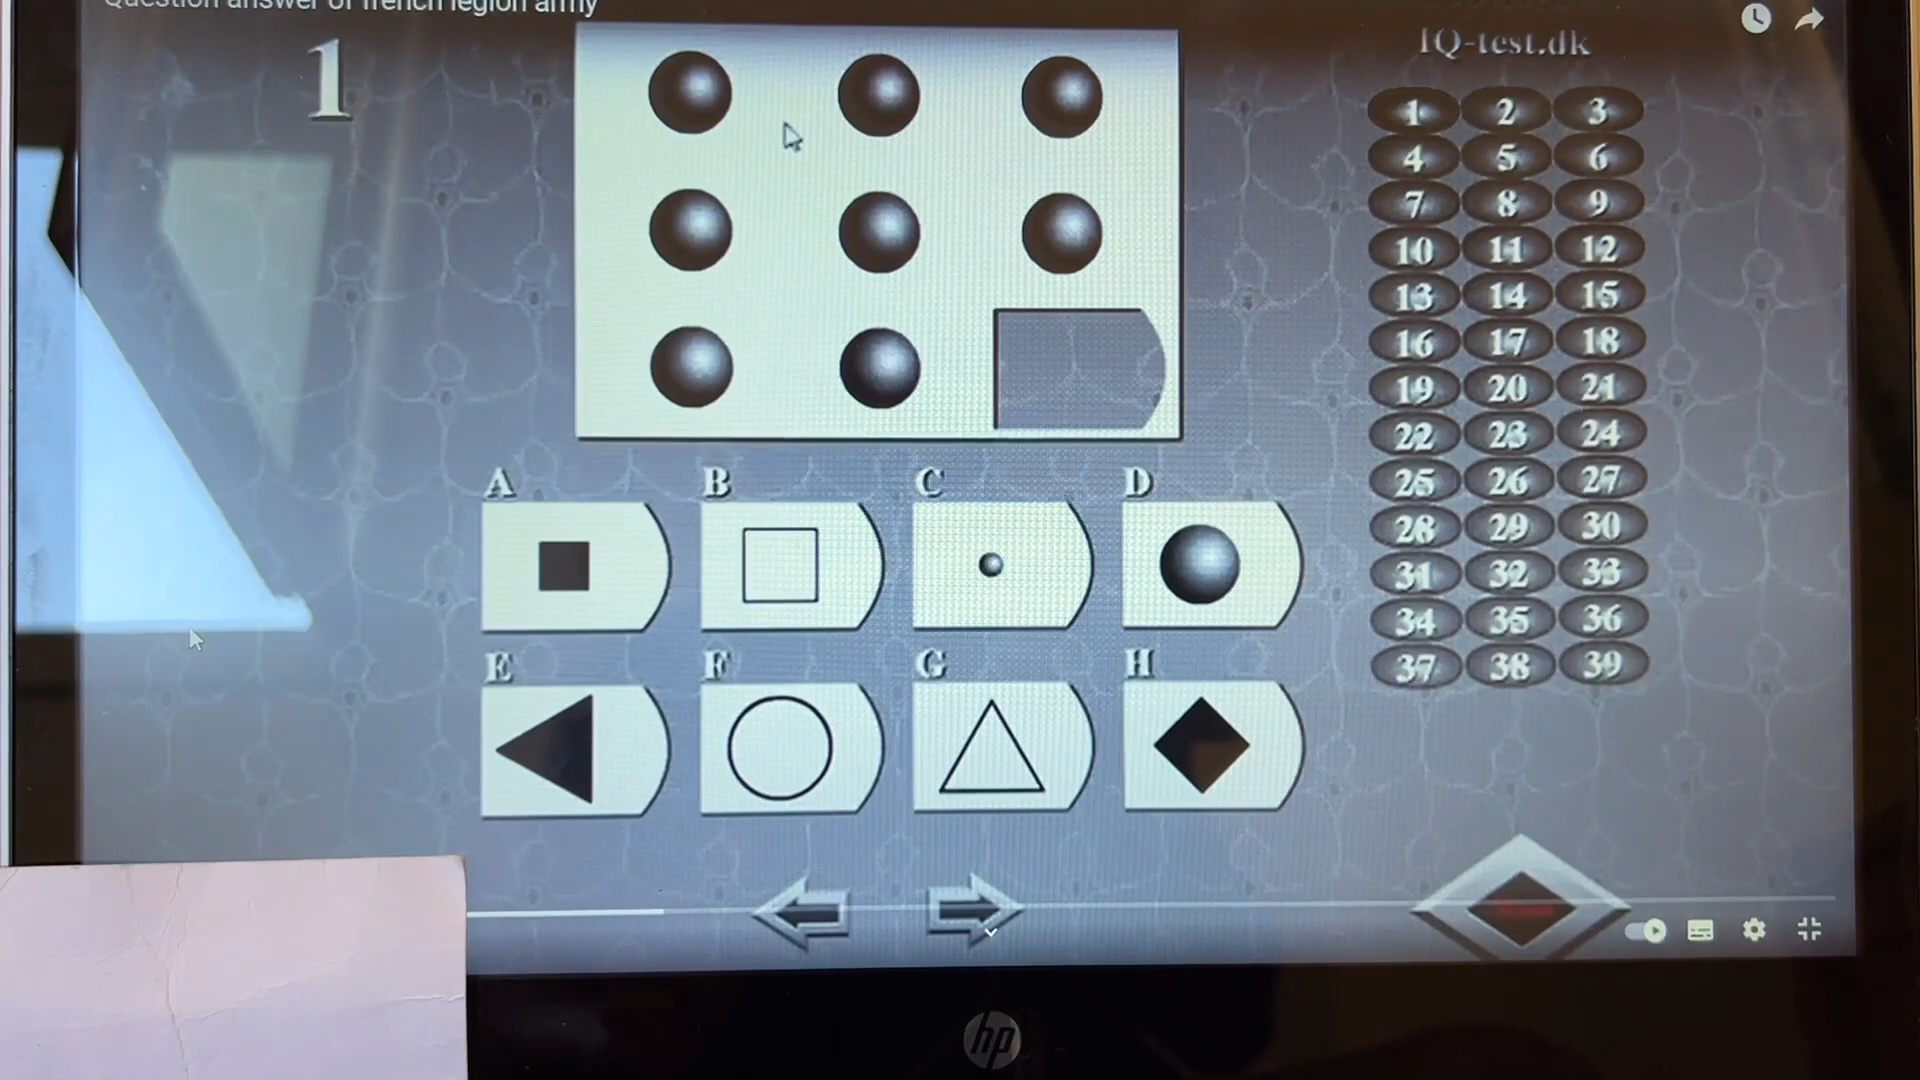 Question answer of french legion army
1
IQ-test.dk
1 2 3
4 5 6
7 8 9
10 11 12
13 14 15
16 17 18
19 20 21
22 23 24
25 26 27
28 29 30
31 32 33
34 35 36
37 38 39
A B C D
E F G H
hp